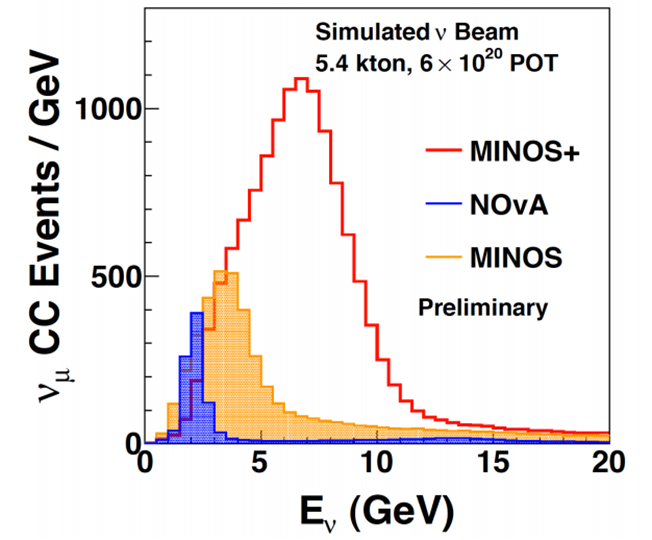 Simulated ν Beam
5.4 kton, 6 × 10²⁰ POT
1000
500
0
MINOS+
NOvA
MINOS
Preliminary
ν_μ CC Events / GeV
0 5 10 15 20
E_ν (GeV)